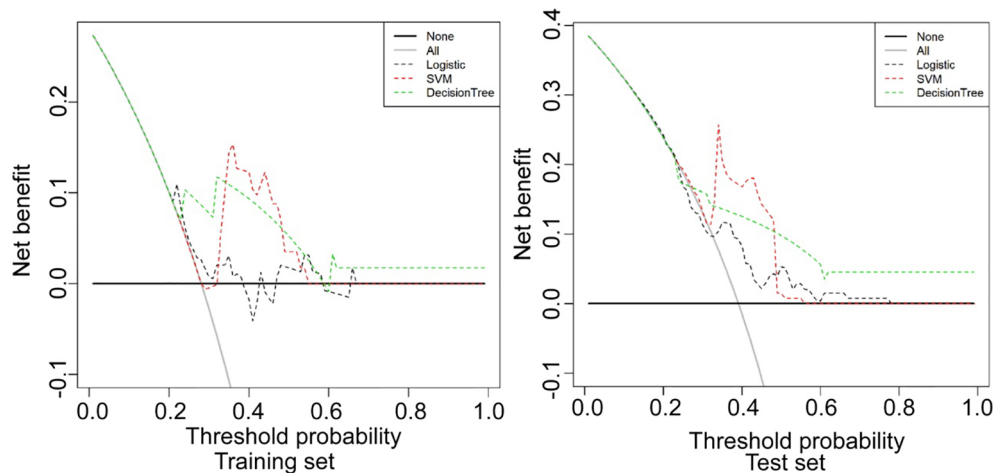 None
All
Logistic
SVM
DecisionTree
Net benefit
0.2
0.1
0.0
-0.1
0.0 0.2 0.4 0.6 0.8 1.0
Threshold probability
Training set
None
All
Logistic
SVM
DecisionTree
Net benefit
0.4
0.3
0.2
0.1
0.0
-0.1
0.0 0.2 0.4 0.6 0.8 1.0
Threshold probability
Test set